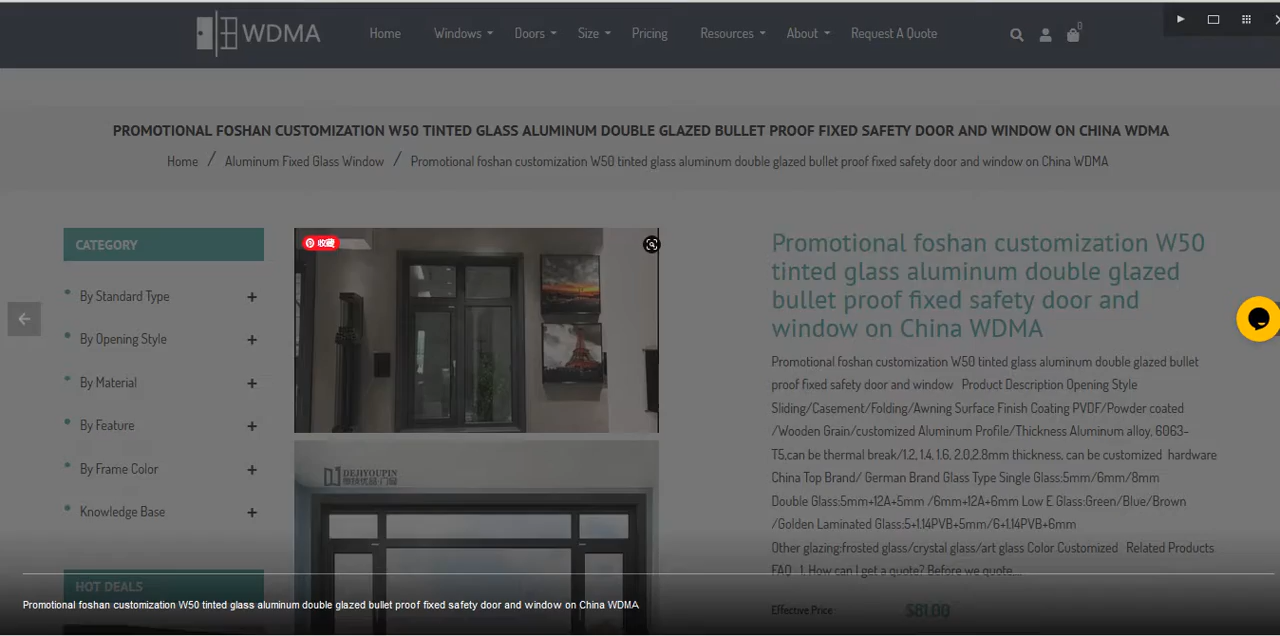 WDMA
Home Windows Doors Size Pricing Resources About Request A Quote
0
PROMOTIONAL FOSHAN CUSTOMIZATION W50 TINTED GLASS ALUMINUM DOUBLE GLAZED BULLET PROOF FIXED SAFETY DOOR AND WINDOW ON CHINA WDMA
Home / Aluminum Fixed Glass Window / Promotional foshan customization W50 tinted glass aluminum double glazed bullet proof fixed safety door and window on China WDMA
CATEGORY
By Standard Type +
By Opening Style +
By Material +
By Feature +
By Frame Color +
Knowledge Base +
HOT DEALS
收藏
DEJIYOUPIN
Promotional foshan customization W50
tinted glass aluminum double glazed
bullet proof fixed safety door and
window on China WDMA
Promotional foshan customization W50 tinted glass aluminum double glazed bullet
proof fixed safety door and window Product Description Opening Style
Sliding/Casement/Folding/Awning Surface Finish Coating PVDF/Powder coated
/Wooden Grain/customized Aluminum Profile/Thickness Aluminum alloy, 6063-
T5,can be thermal break/1.2, 1.4, 1.6, 2.0,2.8mm thickness, can be customized hardware
China Top Brand/ German Brand Glass Type Single Glass:5mm/6mm/8mm
Double Glass:5mm+12A+5mm /6mm+12A+6mm Low E Glass:Green/Blue/Brown
/Golden Laminated Glass:5+1.14PVB+5mm/6+1.14PVB+6mm
Other glazing:frosted glass/crystal glass/art glass Color Customized Related Products
FAQ 1. How can I get a quote? Before we quote,...
Effective Price : $81.00
Promotional foshan customization W50 tinted glass aluminum double glazed bullet proof fixed safety door and window on China WDMA